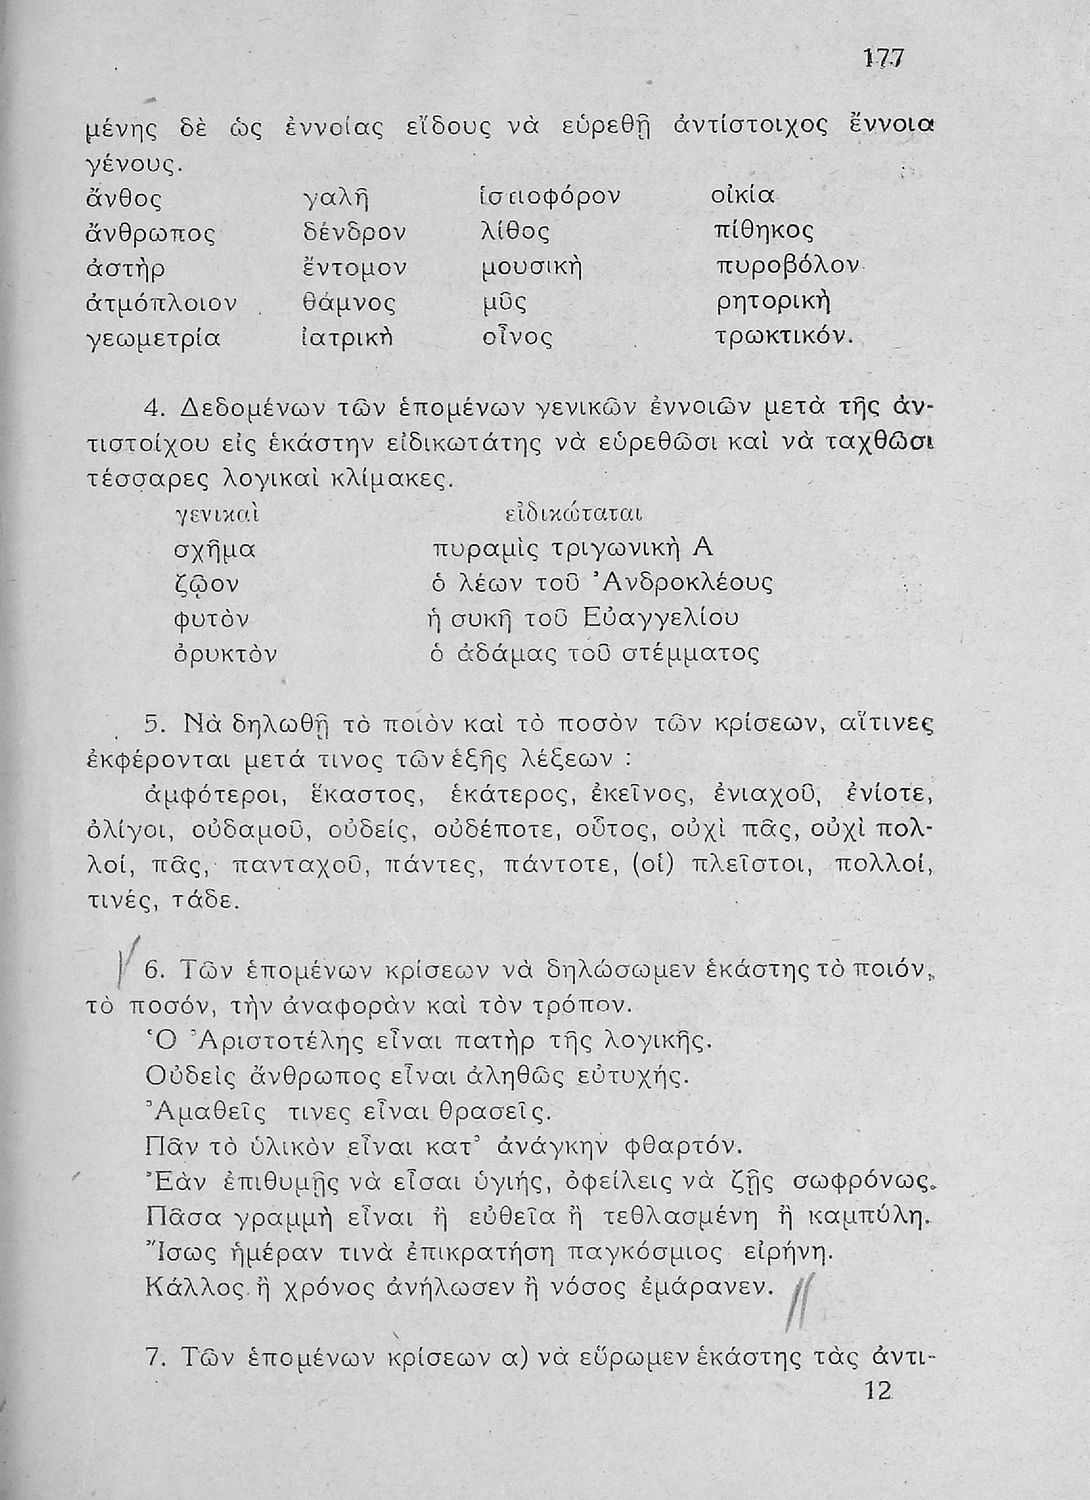 177
μένης δὲ ὡς ἐννοίας εἴδους νὰ εὑρεθῇ ἀντίστοιχος ἔννοια
γένους.
ἄνθος γαλῆ ἱστιοφόρον οἰκία
ἄνθρωπος δένδρον λίθος πίθηκος
ἀστὴρ ἔντομον μουσικὴ πυροβόλον
ἀτμόπλοιον θάμνος μῦς ρητορικὴ
γεωμετρία ἰατρικὴ οἶνος τρωκτικόν.
4. Δεδομένων τῶν ἑπομένων γενικῶν ἐννοιῶν μετὰ τῆς ἀν-
τιστοίχου εἰς ἑκάστην εἰδικωτάτης νὰ εὑρεθῶσι καὶ νὰ ταχθῶσι
τέσσαρες λογικαὶ κλίμακες.
γενικαὶ εἰδικώταται
σχῆμα πυραμὶς τριγωνικὴ Α
ζῷον ὁ λέων τοῦ Ἀνδροκλέους
φυτὸν ἡ συκῆ τοῦ Εὐαγγελίου
ὀρυκτὸν ὁ ἀδάμας τοῦ στέμματος
5. Νὰ δηλωθῇ τὸ ποιὸν καὶ τὸ ποσὸν τῶν κρίσεων, αἵτινες
ἐκφέρονται μετά τινος τῶν ἑξῆς λέξεων :
ἀμφότεροι, ἕκαστος, ἑκάτερος, ἐκεῖνος, ἐνιαχοῦ, ἐνίοτε,
ὀλίγοι, οὐδαμοῦ, οὐδείς, οὐδέποτε, οὗτος, οὐχὶ πᾶς, οὐχὶ πολ-
λοί, πᾶς, πανταχοῦ, πάντες, πάντοτε, (οἱ) πλεῖστοι, πολλοί,
τινές, τάδε.
6. Τῶν ἑπομένων κρίσεων νὰ δηλώσωμεν ἑκάστης τὸ ποιόν,
τὸ ποσόν, τὴν ἀναφορὰν καὶ τὸν τρόπον.
Ὁ Ἀριστοτέλης εἶναι πατὴρ τῆς λογικῆς.
Οὐδεὶς ἄνθρωπος εἶναι ἀληθῶς εὐτυχής.
Ἀμαθεῖς τινες εἶναι θρασεῖς.
Πᾶν τὸ ὑλικὸν εἶναι κατ' ἀνάγκην φθαρτόν.
Ἐὰν ἐπιθυμῇς νὰ εἶσαι ὑγιής, ὀφείλεις νὰ ζῇς σωφρόνως.
Πᾶσα γραμμὴ εἶναι ἢ εὐθεῖα ἢ τεθλασμένη ἢ καμπύλη.
Ἴσως ἡμέραν τινὰ ἐπικρατήσῃ παγκόσμιος εἰρήνη.
Κάλλος ἢ χρόνος ἀνήλωσεν ἢ νόσος ἐμάρανεν.
7. Τῶν ἑπομένων κρίσεων α) νὰ εὕρωμεν ἑκάστης τὰς ἀντι-
12